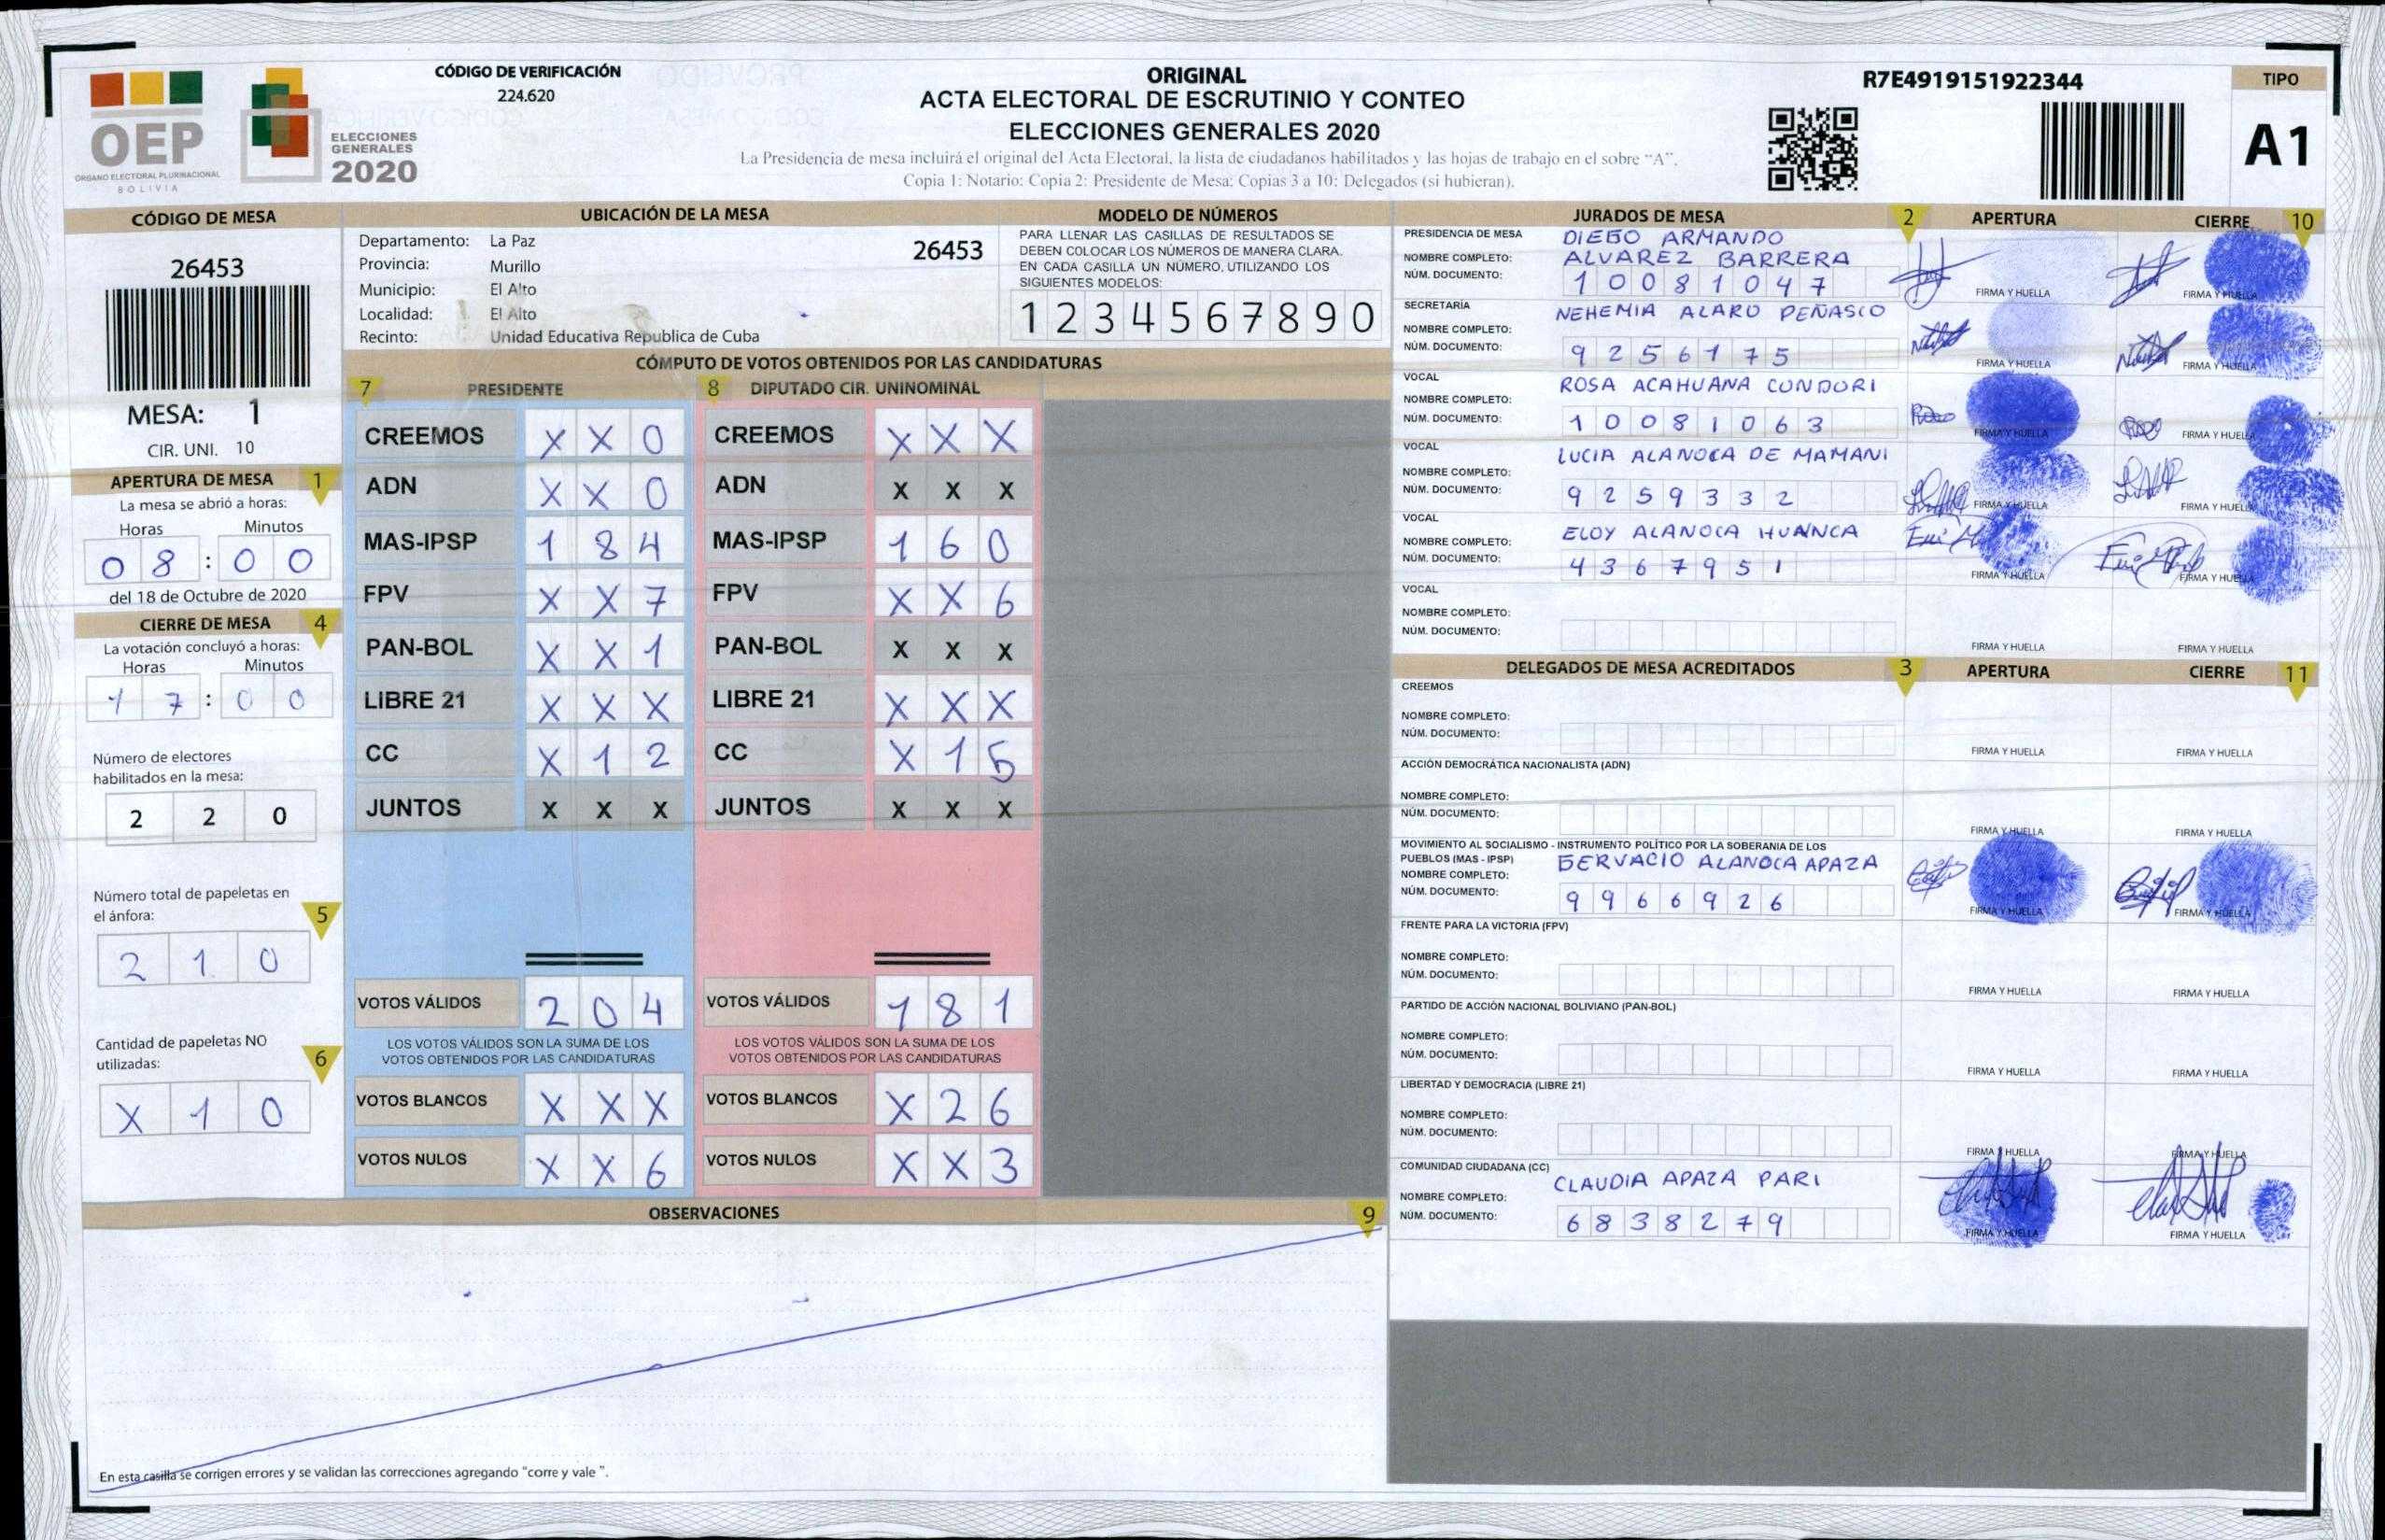 CÓDIGO DE VERIFICACIÓN
224.620
OEP
ORGANO ELECTORAL PLURINACIONAL
BOLIVIA
ELECCIONES
GENERALES
2020
ORIGINAL
ACTA ELECTORAL DE ESCRUTINIO Y CONTEO
ELECCIONES GENERALES 2020
La Presidencia de mesa incluirá el original del Acta Electoral, la lista de ciudadanos habilitados y las hojas de trabajo en el sobre “A”.
Copia 1: Notario: Copia 2: Presidente de Mesa: Copias 3 a 10: Delegados (si hubieran).
R7E4919151922344
TIPO
A1
CÓDIGO DE MESA
26453
MESA: 1
CIR. UNI. 10
APERTURA DE MESA 1
La mesa se abrió a horas:
Horas Minutos
0 8 : 0 0
del 18 de Octubre de 2020
CIERRE DE MESA 4
La votación concluyó a horas:
Horas Minutos
1 7 : 0 0
Número de electores
habilitados en la mesa:
2 2 0
Número total de papeletas en
el ánfora: 5
2 1 0
Cantidad de papeletas NO
utilizadas: 6
X 1 0
UBICACIÓN DE LA MESA
Departamento: La Paz 26453
Provincia: Murillo
Municipio: El Alto
Localidad: El Alto
Recinto: Unidad Educativa Republica de Cuba
MODELO DE NÚMEROS
PARA LLENAR LAS CASILLAS DE RESULTADOS SE
DEBEN COLOCAR LOS NÚMEROS DE MANERA CLARA.
EN CADA CASILLA UN NÚMERO, UTILIZANDO LOS
SIGUIENTES MODELOS:
1 2 3 4 5 6 7 8 9 0
CÓMPUTO DE VOTOS OBTENIDOS POR LAS CANDIDATURAS
7 PRESIDENTE 8 DIPUTADO CIR. UNINOMINAL
CREEMOS X X 0 CREEMOS X X X
ADN X X 0 ADN X X X
MAS-IPSP 1 8 4 MAS-IPSP 1 6 0
FPV X X 7 FPV X X 6
PAN-BOL X X 1 PAN-BOL X X X
LIBRE 21 X X X LIBRE 21 X X X
CC X 1 2 CC X 1 5
JUNTOS X X X JUNTOS X X X
VOTOS VÁLIDOS 2 0 4 VOTOS VÁLIDOS 1 8 1
LOS VOTOS VÁLIDOS SON LA SUMA DE LOS LOS VOTOS VÁLIDOS SON LA SUMA DE LOS
VOTOS OBTENIDOS POR LAS CANDIDATURAS VOTOS OBTENIDOS POR LAS CANDIDATURAS
VOTOS BLANCOS X X X VOTOS BLANCOS X 2 6
VOTOS NULOS X X 6 VOTOS NULOS X X 3
OBSERVACIONES 9
En esta casilla se corrigen errores y se validan las correcciones agregando "corre y vale ".
JURADOS DE MESA 2 APERTURA CIERRE 10
PRESIDENCIA DE MESA DIEGO ARMANDO
NOMBRE COMPLETO: ALVAREZ BARRERA
NÚM. DOCUMENTO: 1 0 0 8 1 0 4 7
FIRMA Y HUELLA FIRMA Y HUELLA
SECRETARÍA NEHEMIA ALARO PEÑASCO
NOMBRE COMPLETO:
NÚM. DOCUMENTO: 9 2 5 6 1 7 5
FIRMA Y HUELLA FIRMA Y HUELLA
VOCAL ROSA ACAHUANA CONDORI
NOMBRE COMPLETO:
NÚM. DOCUMENTO: 1 0 0 8 1 0 6 3
FIRMA Y HUELLA FIRMA Y HUELLA
VOCAL LUCIA ALANOCA DE MAMANI
NOMBRE COMPLETO:
NÚM. DOCUMENTO: 9 2 5 9 3 3 2
FIRMA Y HUELLA FIRMA Y HUELLA
VOCAL ELOY ALANOCA HUANCA
NOMBRE COMPLETO:
NÚM. DOCUMENTO: 4 3 6 7 9 5 1
FIRMA Y HUELLA FIRMA Y HUELLA
VOCAL
NOMBRE COMPLETO:
NÚM. DOCUMENTO:
FIRMA Y HUELLA FIRMA Y HUELLA
DELEGADOS DE MESA ACREDITADOS 3 APERTURA CIERRE 11
CREEMOS
NOMBRE COMPLETO:
NÚM. DOCUMENTO:
FIRMA Y HUELLA FIRMA Y HUELLA
ACCIÓN DEMOCRÁTICA NACIONALISTA (ADN)
NOMBRE COMPLETO:
NÚM. DOCUMENTO:
FIRMA Y HUELLA FIRMA Y HUELLA
MOVIMIENTO AL SOCIALISMO - INSTRUMENTO POLÍTICO POR LA SOBERANIA DE LOS
PUEBLOS (MAS - IPSP) GERVACIO ALANOCA APAZA
NOMBRE COMPLETO:
NÚM. DOCUMENTO: 9 9 6 6 9 2 6
FIRMA Y HUELLA FIRMA Y HUELLA
FRENTE PARA LA VICTORIA (FPV)
NOMBRE COMPLETO:
NÚM. DOCUMENTO:
FIRMA Y HUELLA FIRMA Y HUELLA
PARTIDO DE ACCIÓN NACIONAL BOLIVIANO (PAN-BOL)
NOMBRE COMPLETO:
NÚM. DOCUMENTO:
FIRMA Y HUELLA FIRMA Y HUELLA
LIBERTAD Y DEMOCRACIA (LIBRE 21)
NOMBRE COMPLETO:
NÚM. DOCUMENTO:
FIRMA Y HUELLA FIRMA Y HUELLA
COMUNIDAD CIUDADANA (CC) CLAUDIA APAZA PARI
NOMBRE COMPLETO:
NÚM. DOCUMENTO: 6 8 3 8 2 7 9
FIRMA Y HUELLA FIRMA Y HUELLA